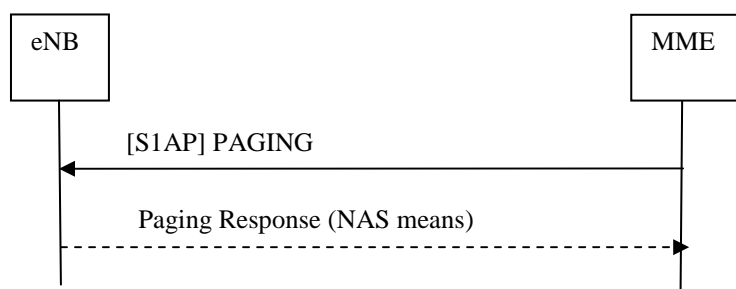 eNB
MME
[S1AP] PAGING
Paging Response (NAS means)